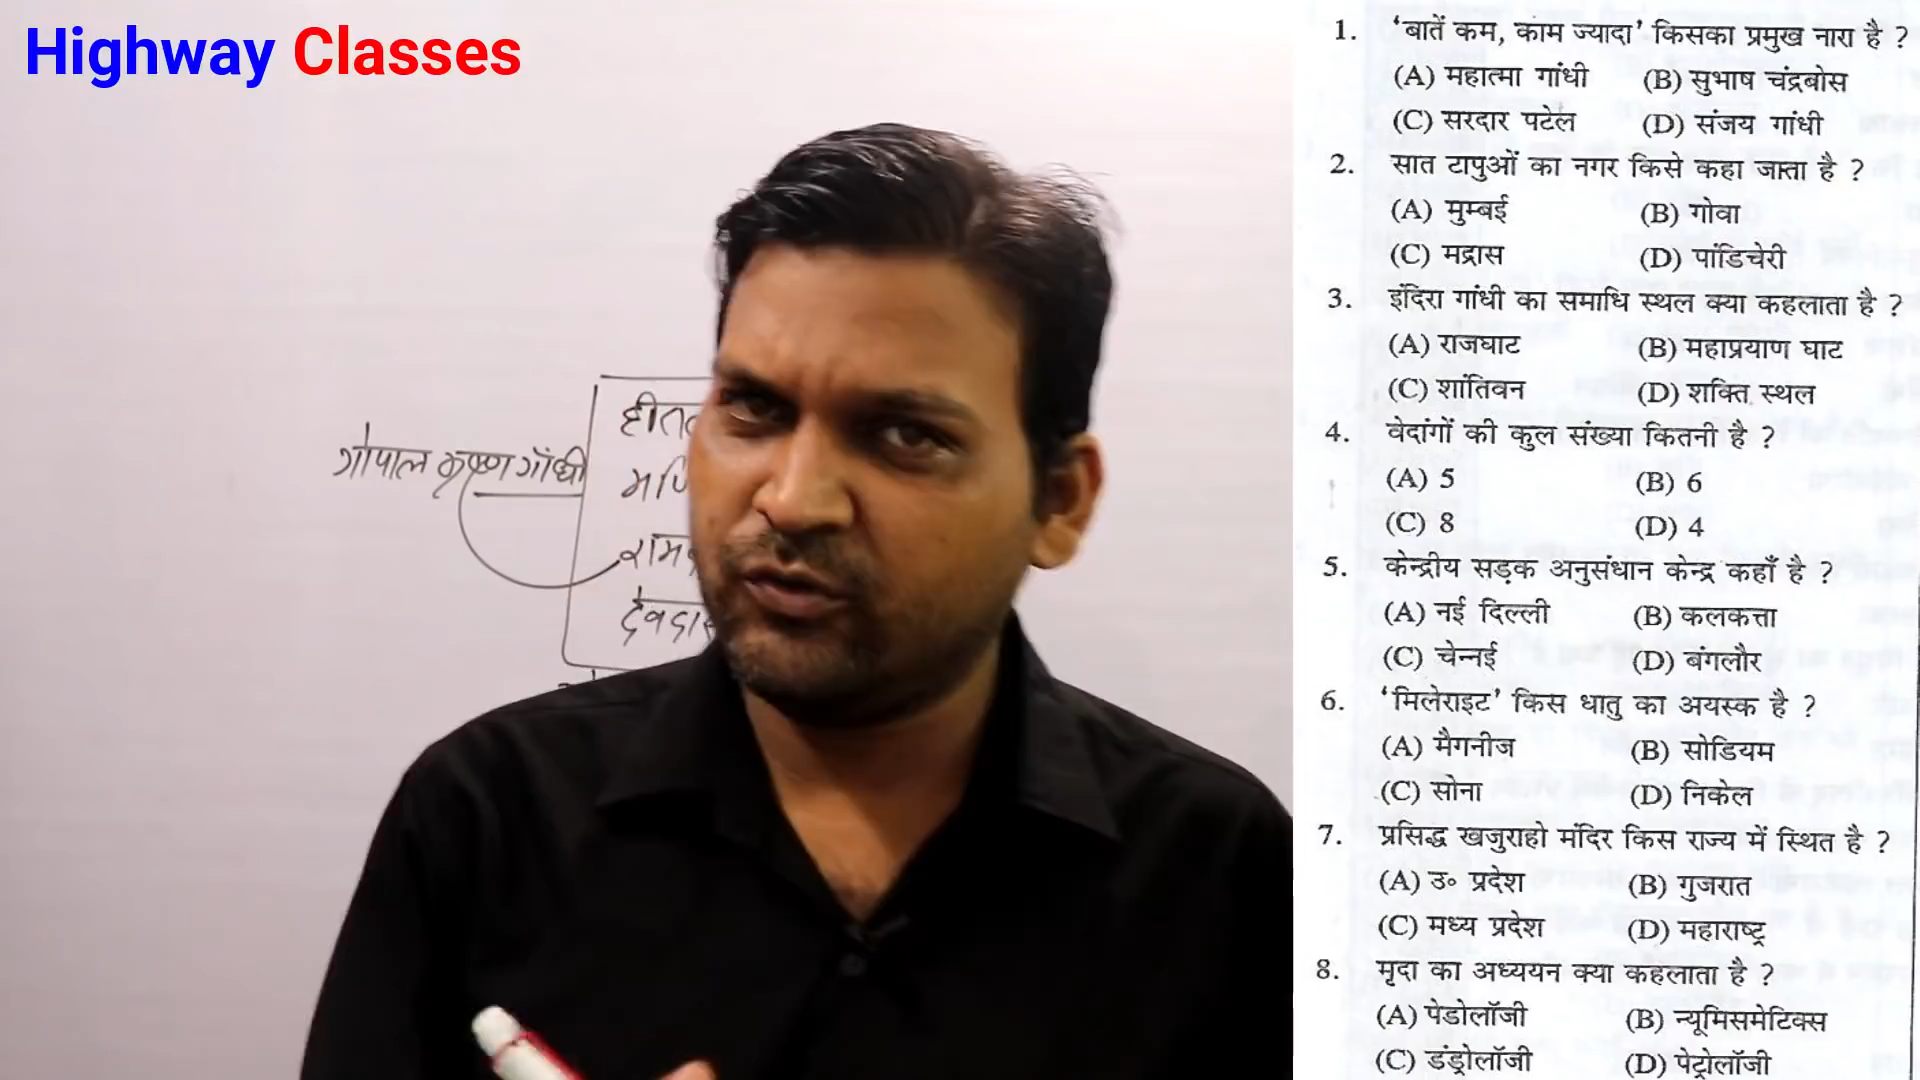 Highway Classes
गोपाल कृष्ण गाँधी
1. ‘बातें कम, काम ज्यादा’ किसका प्रमुख नारा है ?
(A) महात्मा गांधी (B) सुभाष चंद्रबोस
(C) सरदार पटेल (D) संजय गांधी
2. सात टापुओं का नगर किसे कहा जाता है ?
(A) मुम्बई (B) गोवा
(C) मद्रास (D) पांडिचेरी
3. इंदिरा गांधी का समाधि स्थल क्या कहलाता है ?
(A) राजघाट (B) महाप्रयाण घाट
(C) शांतिवन (D) शक्ति स्थल
4. वेदांगों की कुल संख्या कितनी है ?
(A) 5 (B) 6
(C) 8 (D) 4
5. केन्द्रीय सड़क अनुसंधान केन्द्र कहाँ है ?
(A) नई दिल्ली (B) कलकत्ता
(C) चेन्नई (D) बंगलौर
6. ‘मिलेराइट’ किस धातु का अयस्क है ?
(A) मैगनीज (B) सोडियम
(C) सोना (D) निकेल
7. प्रसिद्ध खजुराहो मंदिर किस राज्य में स्थित है ?
(A) उ॰ प्रदेश (B) गुजरात
(C) मध्य प्रदेश (D) महाराष्ट्र
8. मृदा का अध्ययन क्या कहलाता है ?
(A) पेडोलॉजी (B) न्यूमिसमेटिक्स
(C) डंड्रोलॉजी (D) पेट्रोलॉजी